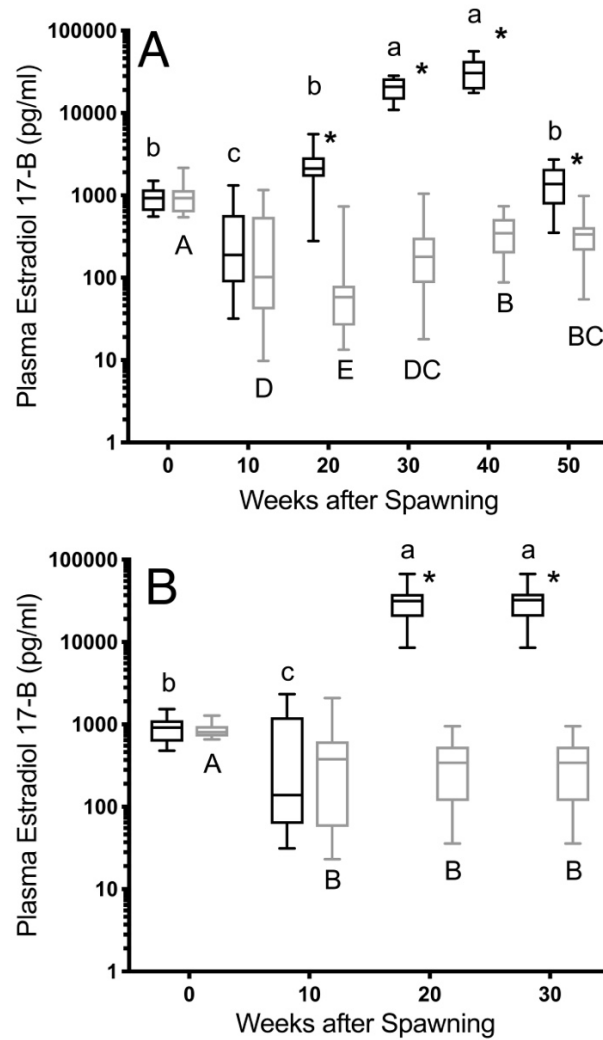 A
Plasma Estradiol 17-B (pg/ml)
100000
10000
1000
100
10
1
b
c
b
a
a
b
*
*
*
*
A
D
E
DC
B
BC
0
10
20
30
40
50
Weeks after Spawning
B
Plasma Estradiol 17-B (pg/ml)
100000
10000
1000
100
10
1
b
c
a
a
*
*
A
B
B
B
0
10
20
30
Weeks after Spawning